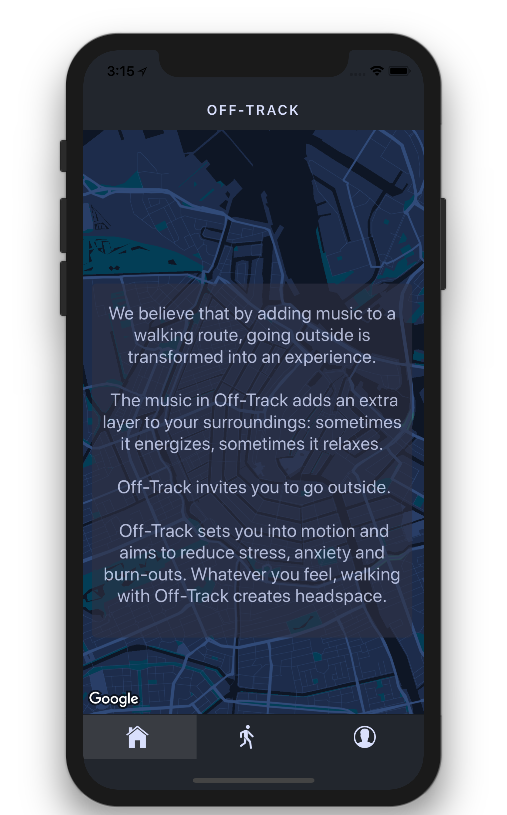 3:15
OFF-TRACK
We believe that by adding music to a
walking route, going outside is
transformed into an experience.
The music in Off-Track adds an extra
layer to your surroundings: sometimes
it energizes, sometimes it relaxes.
Off-Track invites you to go outside.
Off-Track sets you into motion and
aims to reduce stress, anxiety and
burn-outs. Whatever you feel, walking
with Off-Track creates headspace.
Google